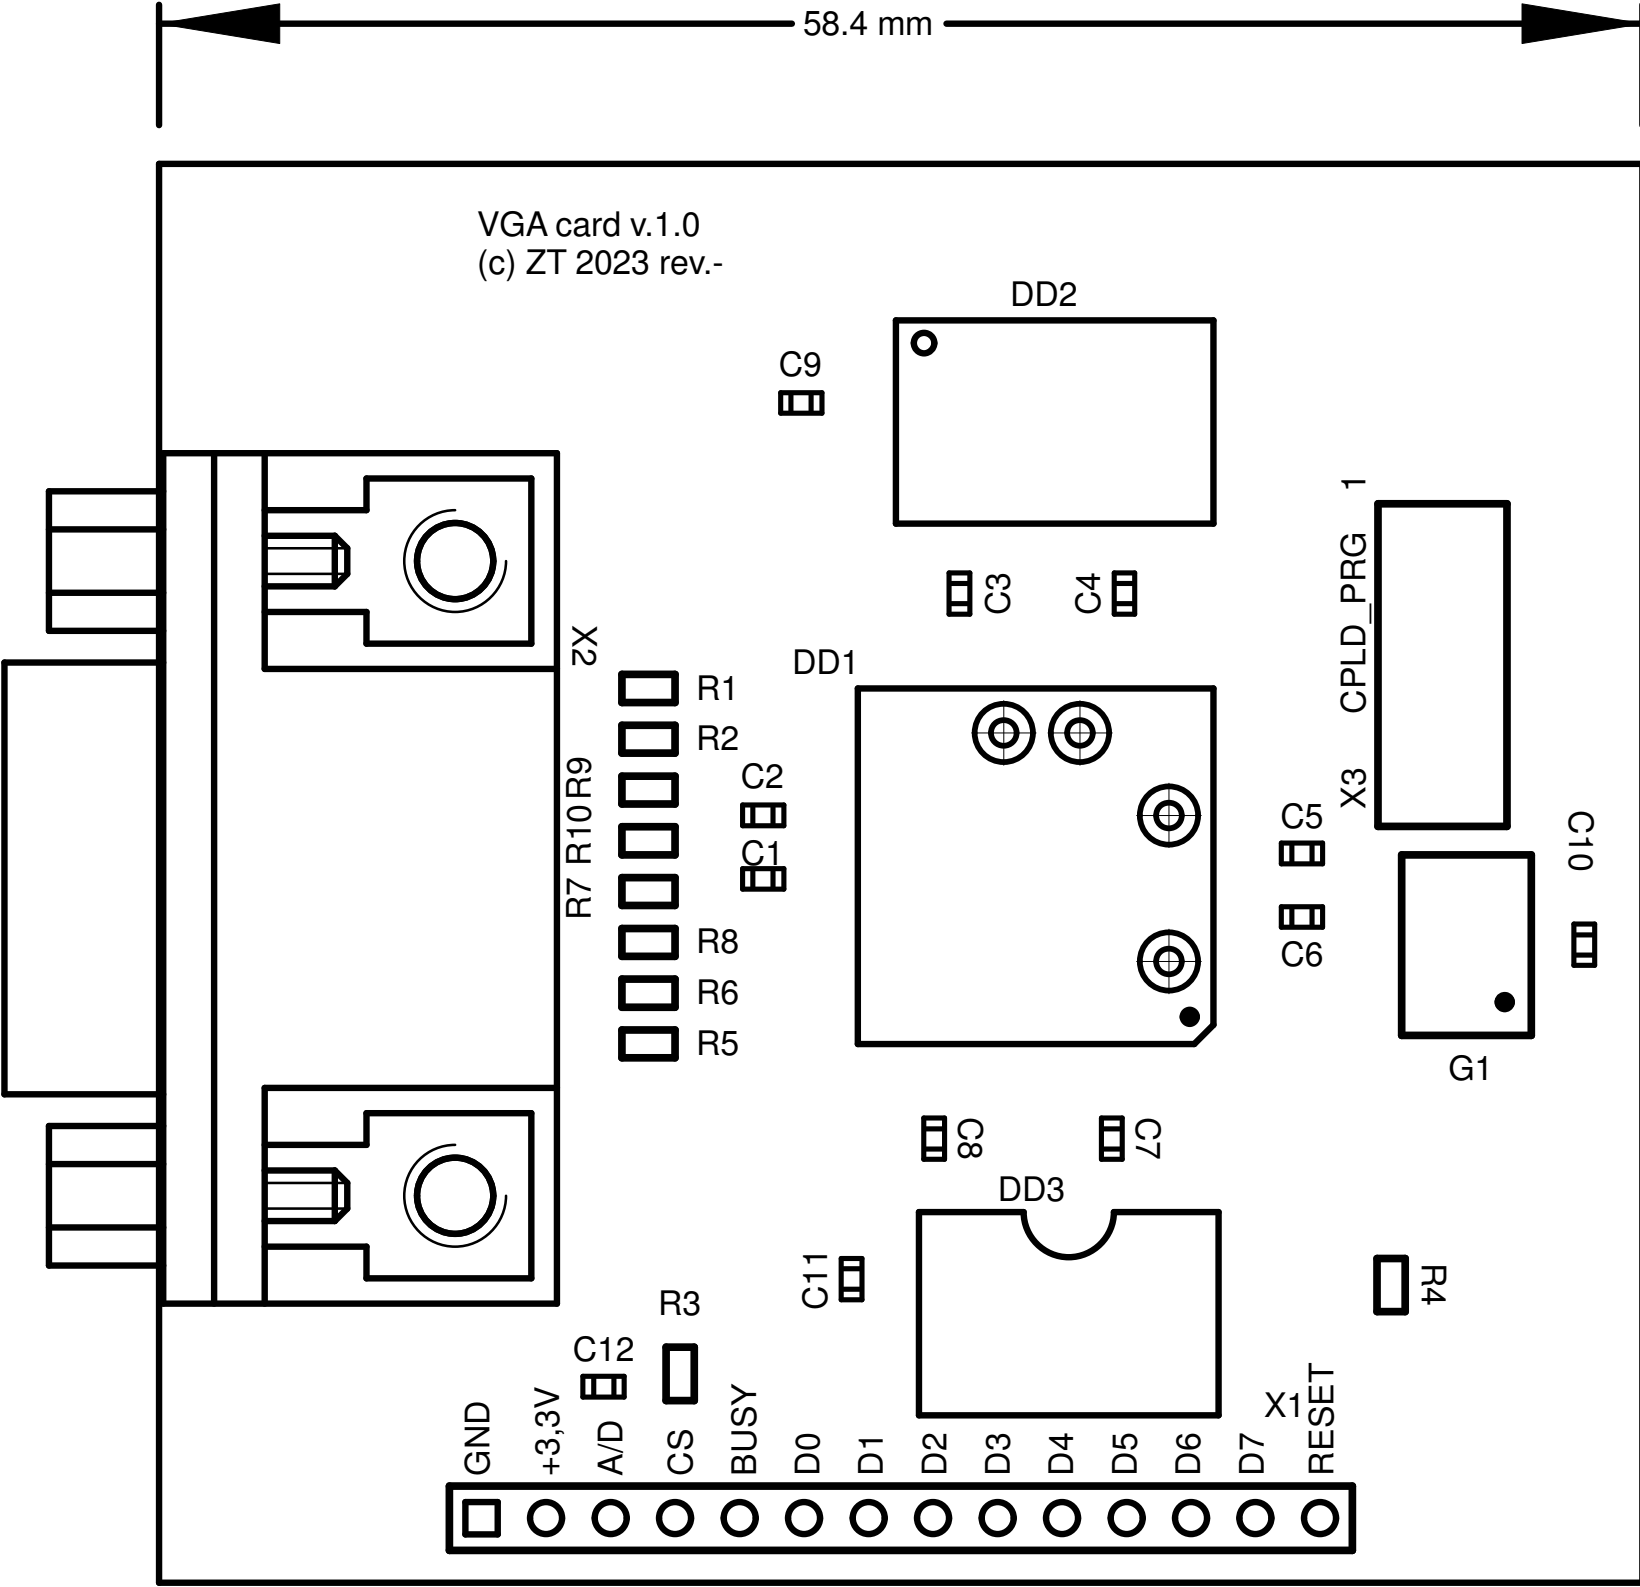 58.4 mm
VGA card v.1.0
(c) ZT 2023 rev.-
DD2
C9
1
CPLD_PRG
X3
C3
C4
X2
DD1
R1
R2
R9
R10
R7
R8
R6
R5
C2
C1
C5
C6
C10
G1
C8
C7
DD3
C11
R4
R3
C12
X1
GND
+3,3V
A/D
CS
BUSY
D0
D1
D2
D3
D4
D5
D6
D7
RESET